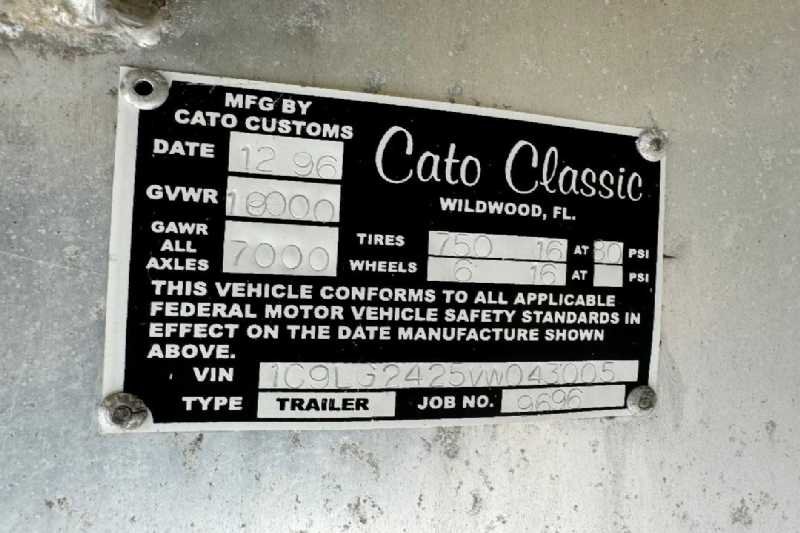 MFG BY
CATO CUSTOMS
Cato Classic
WILDWOOD, FL.
DATE 12 96
GVWR
GAWR ALL AXLES 7000
TIRES 750 16 AT 80 PSI
WHEELS 6 16 AT PSI
THIS VEHICLE CONFORMS TO ALL APPLICABLE
FEDERAL MOTOR VEHICLE SAFETY STANDARDS IN
EFFECT ON THE DATE MANUFACTURE SHOWN
ABOVE.
VIN 1C9LG2425VW043005
TYPE TRAILER JOB NO. 9696